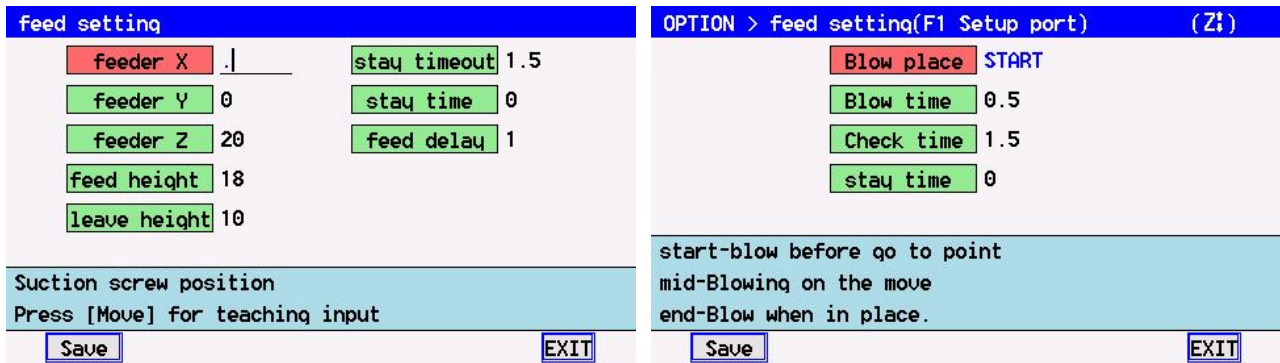 feed setting
feeder X .
stay timeout 1.5
feeder Y 0
stay time 0
feeder Z 20
feed delay 1
feed height 18
leave height 10
Suction screw position
Press [Move] for teaching input
Save
EXIT
OPTION > feed setting(F1 Setup port) (Z↕)
Blow place START
Blow time 0.5
Check time 1.5
stay time 0
start-blow before go to point
mid-Blowing on the move
end-Blow when in place.
Save
EXIT